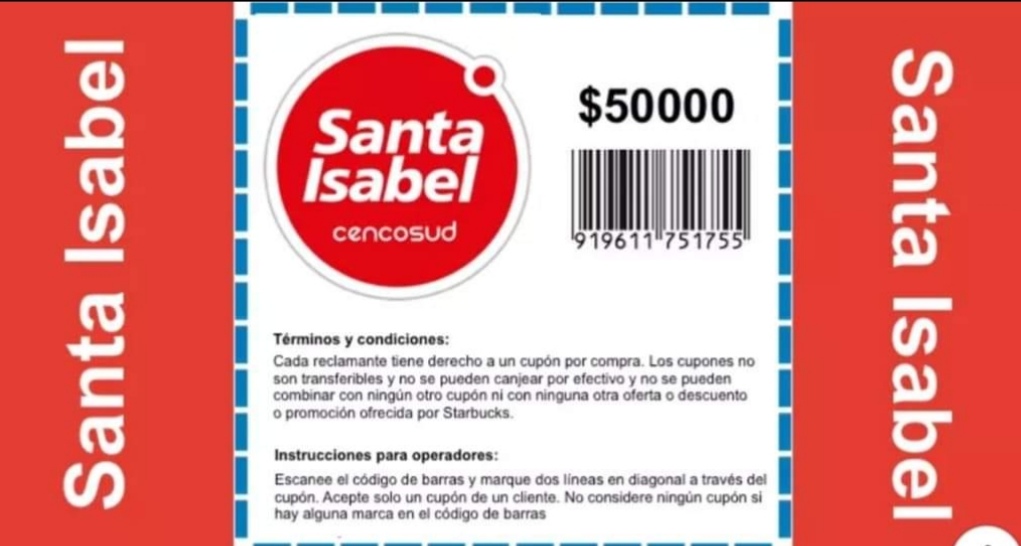 Santa Isabel
Santa
Isabel
cencosud
$50000
919611 751755
Términos y condiciones:
Cada reclamante tiene derecho a un cupón por compra. Los cupones no
son transferibles y no se pueden canjear por efectivo y no se pueden
combinar con ningún otro cupón ni con ninguna otra oferta o descuento
o promoción ofrecida por Starbucks.
Instrucciones para operadores:
Escanee el código de barras y marque dos líneas en diagonal a través del
cupón. Acepte solo un cupón de un cliente. No considere ningún cupón si
hay alguna marca en el código de barras
Santa Isabel